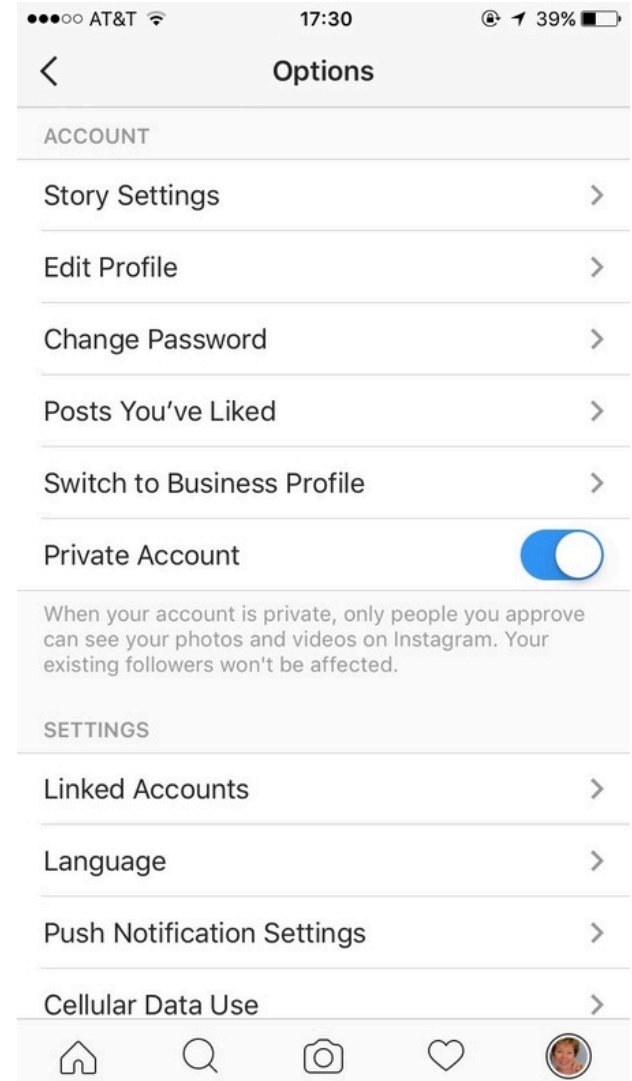 AT&T 17:30 39%
Options
ACCOUNT
Story Settings
Edit Profile
Change Password
Posts You’ve Liked
Switch to Business Profile
Private Account
When your account is private, only people you approve
can see your photos and videos on Instagram. Your
existing followers won't be affected.
SETTINGS
Linked Accounts
Language
Push Notification Settings
Cellular Data Use